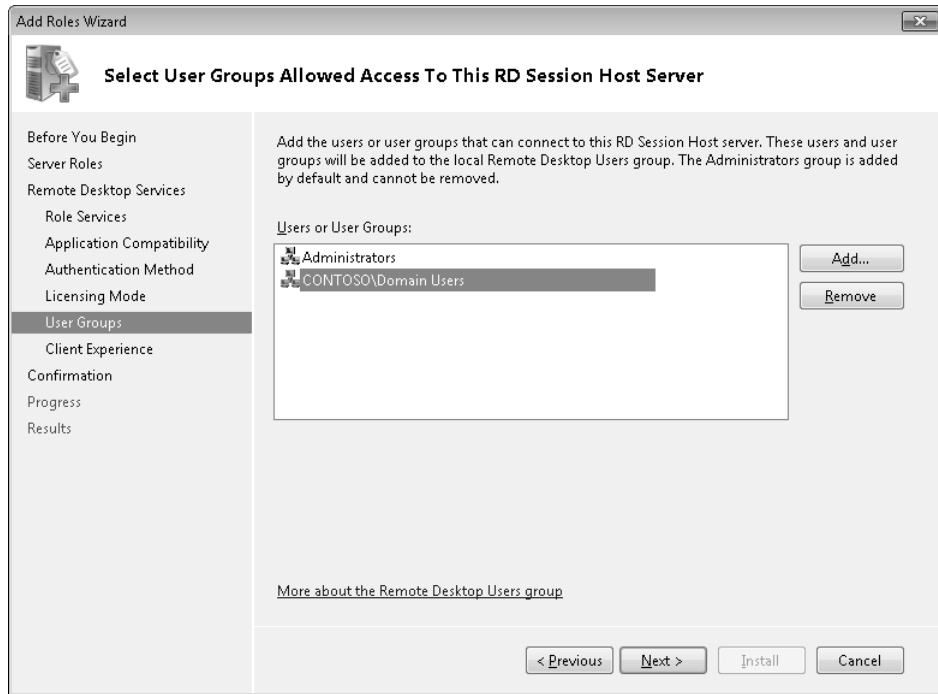 Add Roles Wizard
Select User Groups Allowed Access To This RD Session Host Server
Before You Begin
Server Roles
Remote Desktop Services
Role Services
Application Compatibility
Authentication Method
Licensing Mode
User Groups
Client Experience
Confirmation
Progress
Results
Add the users or user groups that can connect to this RD Session Host server. These users and user
groups will be added to the local Remote Desktop Users group. The Administrators group is added
by default and cannot be removed.
Users or User Groups:
Administrators
CONTOSO\Domain Users
Add...
Remove
More about the Remote Desktop Users group
< Previous
Next >
Install
Cancel